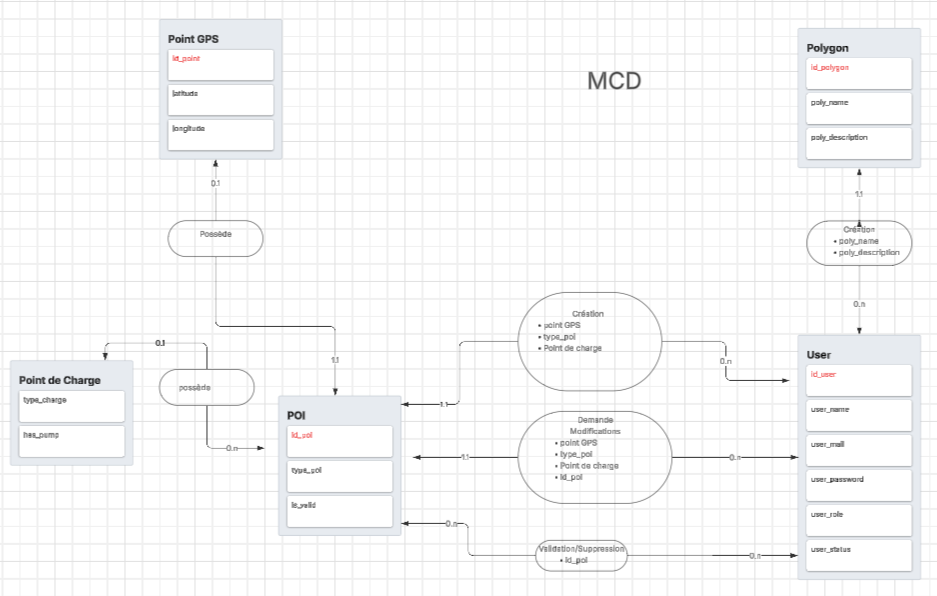 MCD
Point GPS
id_point
latitude
longitude
0.1
Possède
1.1
Polygon
id_polygon
poly_name
poly_description
1.1
Création
• poly_name
• poly_description
0.n
Point de Charge
type_charge
has_pump
0.1
possède
0.n
POI
id_poi
type_poi
is_valid
Création
• point GPS
• type_poi
• Point de charge
1.1
0.n
Demande
Modifications
• point GPS
• type_poi
• Point de charge
• id_poi
1.1
0.n
Validation/Suppression
• id_poi
0.n
0.n
User
id_user
user_name
user_mail
user_password
user_role
user_status